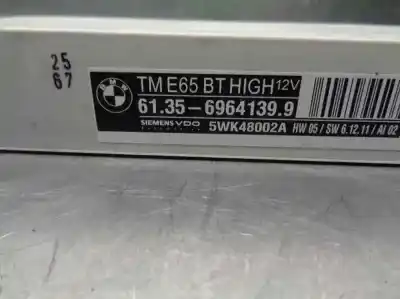 25
67
BMW
TM E65 BT HIGH 12V
61.35-6964139.9
SIEMENS VDO 5WK48002A HW 05 / SW 6.12.11 / AI 02